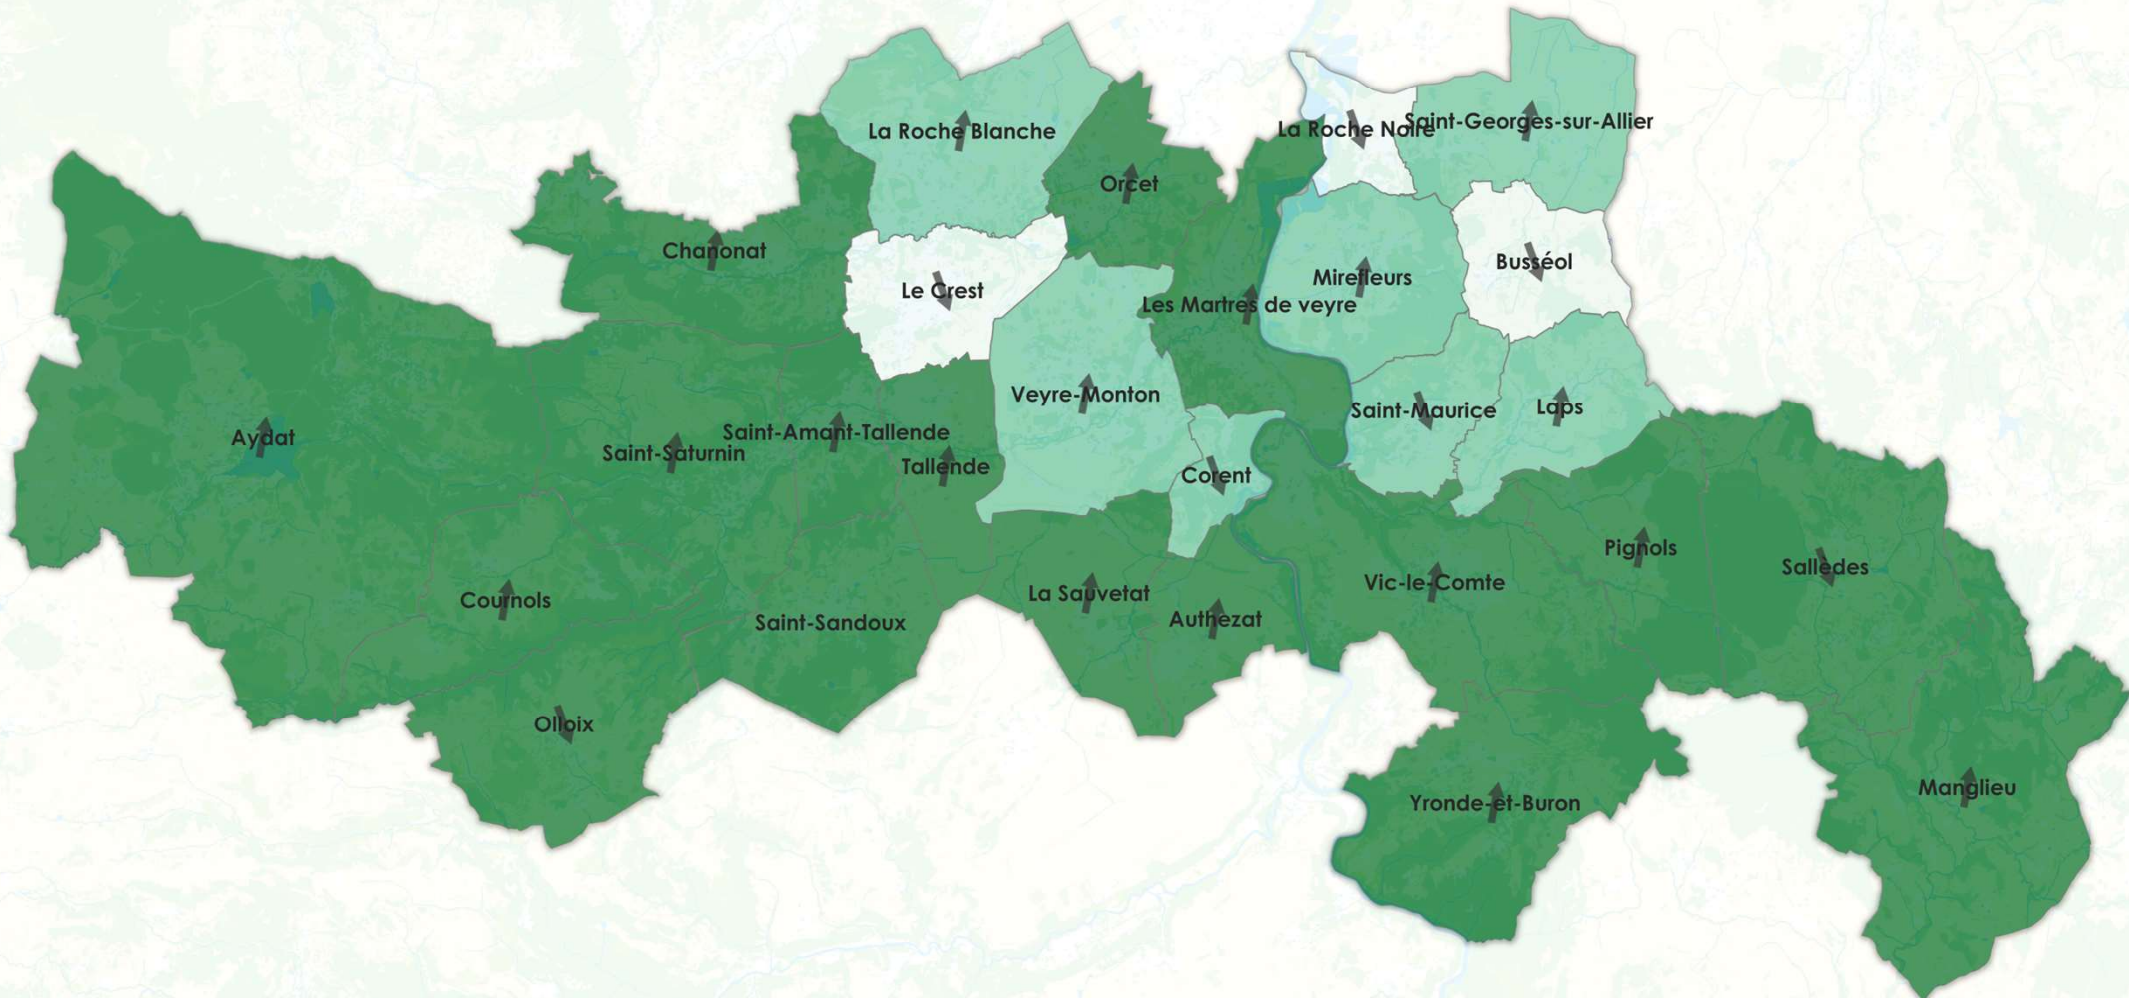 La Roche Blanche
La Roche Noire
Saint-Georges-sur-Allier
Orcet
Chanonat
Le Crest
Busséol
Mirefleurs
Les Martres de veyre
Veyre-Monton
Saint-Maurice
Laps
Aydat
Saint-Saturnin
Saint-Amant-Tallende
Tallende
Corent
Pignols
Sallèdes
Vic-le-Comte
Cournols
La Sauvetat
Authezat
Saint-Sandoux
Olloix
Yronde-et-Buron
Manglieu